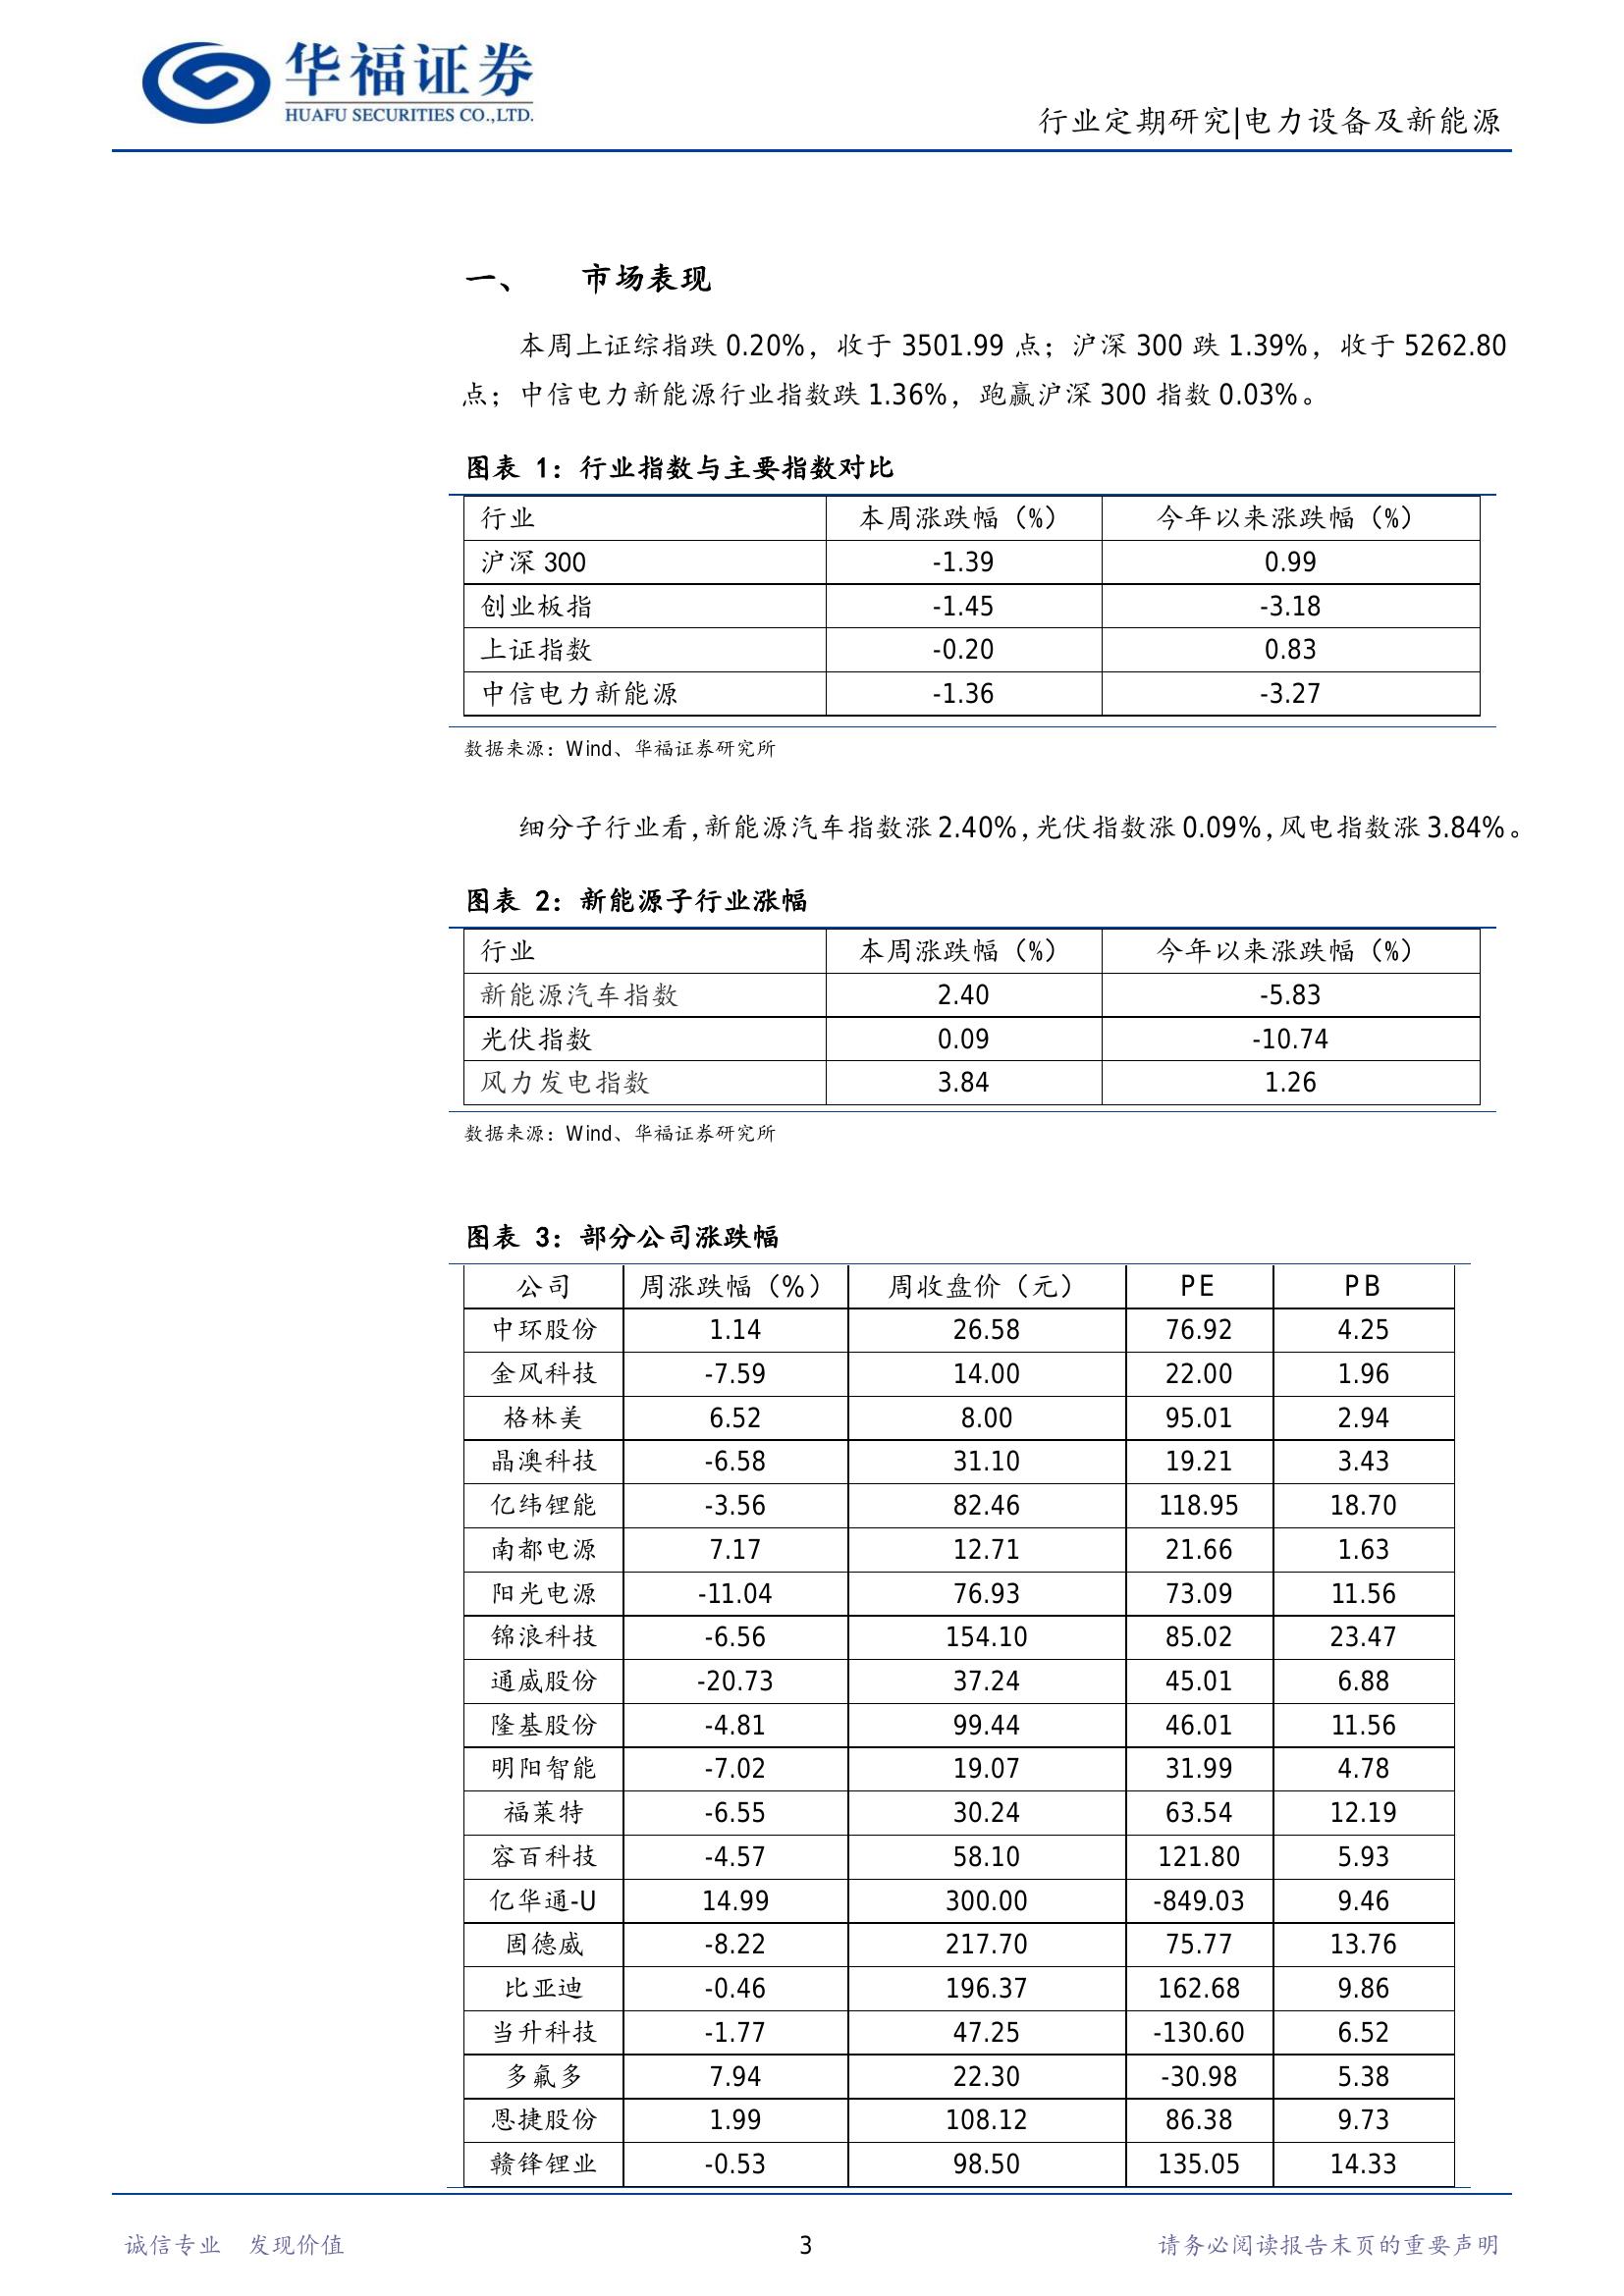 华福证券
HUAFU SECURITIES CO.,LTD.
行业定期研究|电力设备及新能源
一、 市场表现
本周上证综指跌 0.20%，收于 3501.99 点；沪深 300 跌 1.39%，收于 5262.80
点；中信电力新能源行业指数跌 1.36%，跑赢沪深 300 指数 0.03%。
图表 1：行业指数与主要指数对比
行业 本周涨跌幅（%） 今年以来涨跌幅（%）
沪深 300 -1.39 0.99
创业板指 -1.45 -3.18
上证指数 -0.20 0.83
中信电力新能源 -1.36 -3.27
数据来源：Wind、华福证券研究所
细分子行业看，新能源汽车指数涨 2.40%，光伏指数涨 0.09%，风电指数涨 3.84%。
图表 2：新能源子行业涨幅
行业 本周涨跌幅（%） 今年以来涨跌幅（%）
新能源汽车指数 2.40 -5.83
光伏指数 0.09 -10.74
风力发电指数 3.84 1.26
数据来源：Wind、华福证券研究所
图表 3：部分公司涨跌幅
公司 周涨跌幅（%） 周收盘价（元） PE PB
中环股份 1.14 26.58 76.92 4.25
金风科技 -7.59 14.00 22.00 1.96
格林美 6.52 8.00 95.01 2.94
晶澳科技 -6.58 31.10 19.21 3.43
亿纬锂能 -3.56 82.46 118.95 18.70
南都电源 7.17 12.71 21.66 1.63
阳光电源 -11.04 76.93 73.09 11.56
锦浪科技 -6.56 154.10 85.02 23.47
通威股份 -20.73 37.24 45.01 6.88
隆基股份 -4.81 99.44 46.01 11.56
明阳智能 -7.02 19.07 31.99 4.78
福莱特 -6.55 30.24 63.54 12.19
容百科技 -4.57 58.10 121.80 5.93
亿华通-U 14.99 300.00 -849.03 9.46
固德威 -8.22 217.70 75.77 13.76
比亚迪 -0.46 196.37 162.68 9.86
当升科技 -1.77 47.25 -130.60 6.52
多氟多 7.94 22.30 -30.98 5.38
恩捷股份 1.99 108.12 86.38 9.73
赣锋锂业 -0.53 98.50 135.05 14.33
诚信专业 发现价值 3 请务必阅读报告末页的重要声明